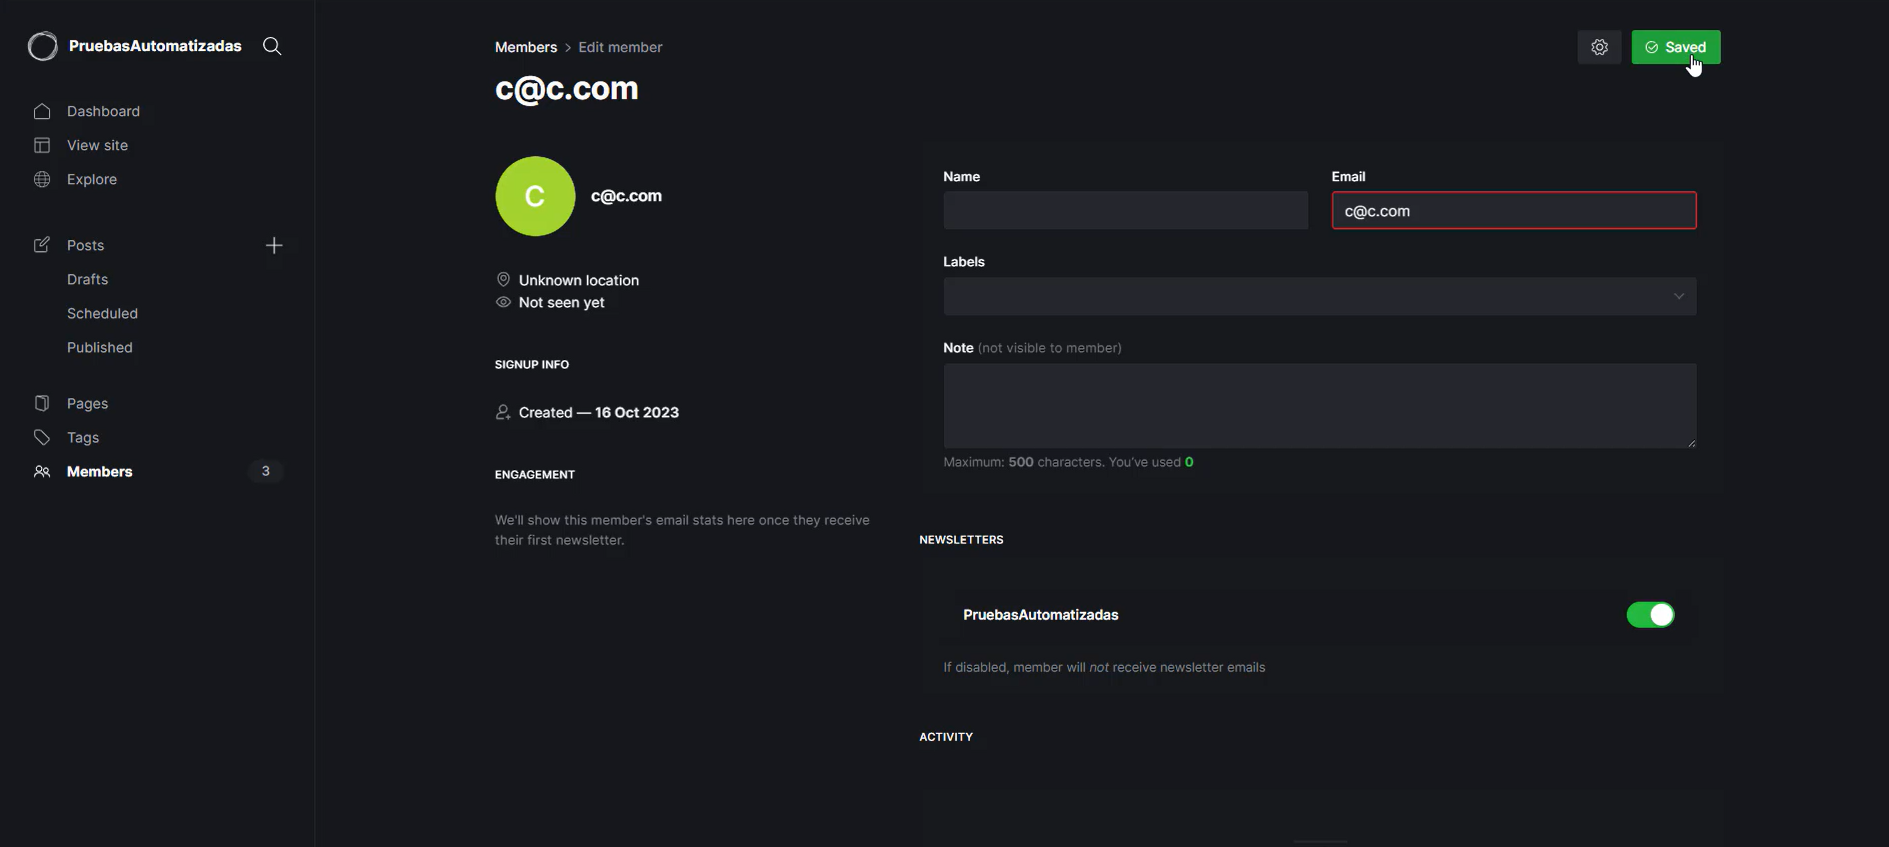 PruebasAutomatizadas
Dashboard
View site
Explore
Posts
Drafts
Scheduled
Published
Pages
Tags
Members 3
Members > Edit member
Saved
c@c.com
C
c@c.com
Unknown location
Not seen yet
SIGNUP INFO
Created — 16 Oct 2023
ENGAGEMENT
We'll show this member's email stats here once they receive
their first newsletter.
Name
Email
c@c.com
Labels
Note (not visible to member)
Maximum: 500 characters. You've used 0
NEWSLETTERS
PruebasAutomatizadas
If disabled, member will not receive newsletter emails
ACTIVITY